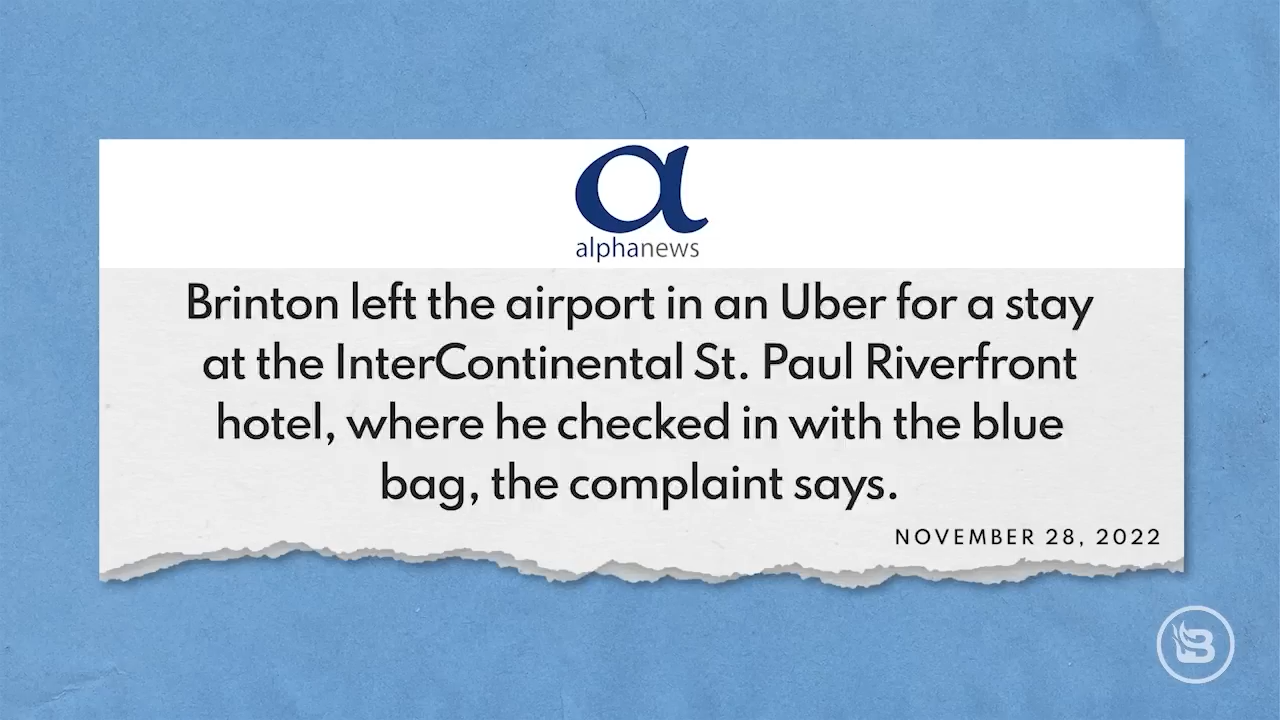 alphanews
Brinton left the airport in an Uber for a stay
at the InterContinental St. Paul Riverfront
hotel, where he checked in with the blue
bag, the complaint says.
NOVEMBER 28, 2022
B